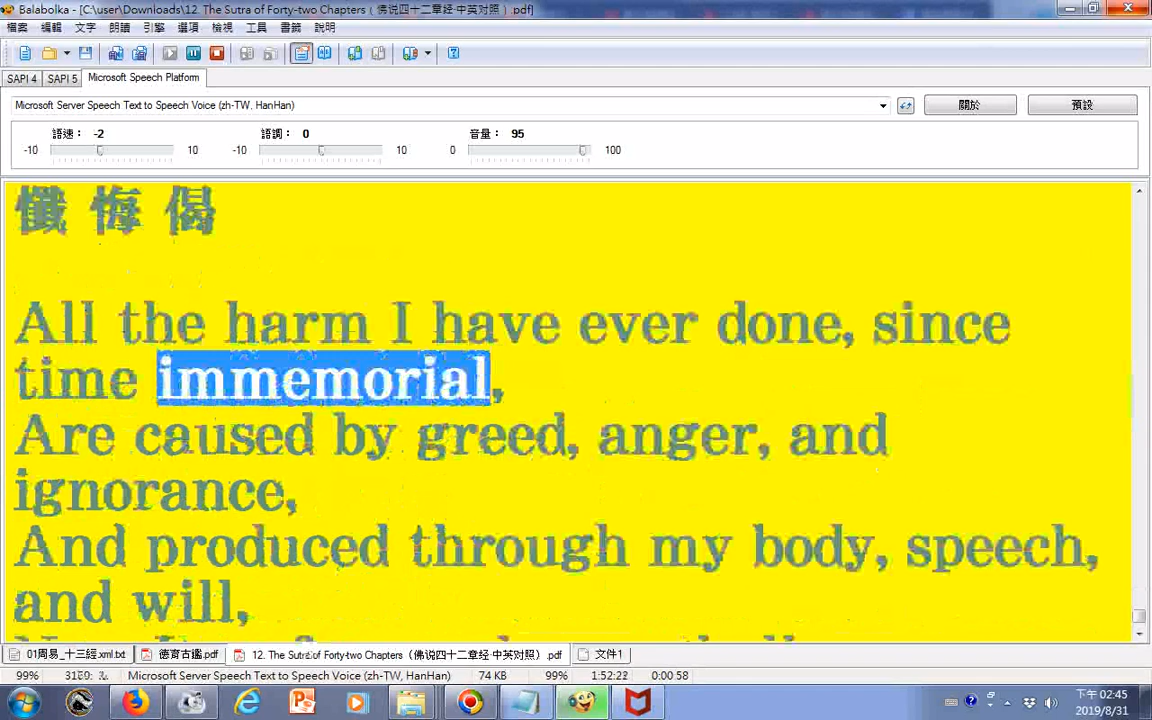 Balabolka - [C:\user\Downloads\12. The Sutra of Forty-two Chapters（佛说四十二章经·中英对照）.pdf]
檔案 編輯 文字 朗讀 引擎 選項 檢視 工具 書籤 說明
SAPI 4 SAPI 5 Microsoft Speech Platform
Microsoft Server Speech Text to Speech Voice (zh-TW, HanHan)
關於 預設
語速： -2 語調： 0 音量： 95
-10 10 -10 10 0 100
懺 悔 偈
All the harm I have ever done, since
time immemorial,
Are caused by greed, anger, and
ignorance,
And produced through my body, speech,
and will,
01周易_十三經.xml.txt 德育古鑑.pdf 12. The Sutra of Forty-two Chapters（佛说四十二章经·中英对照）.pdf 文件1
99% Microsoft Server Speech Text to Speech Voice (zh-TW, HanHan) 74 KB 99% 1:52:22 0:00:58
下午 02:45
2019/8/31